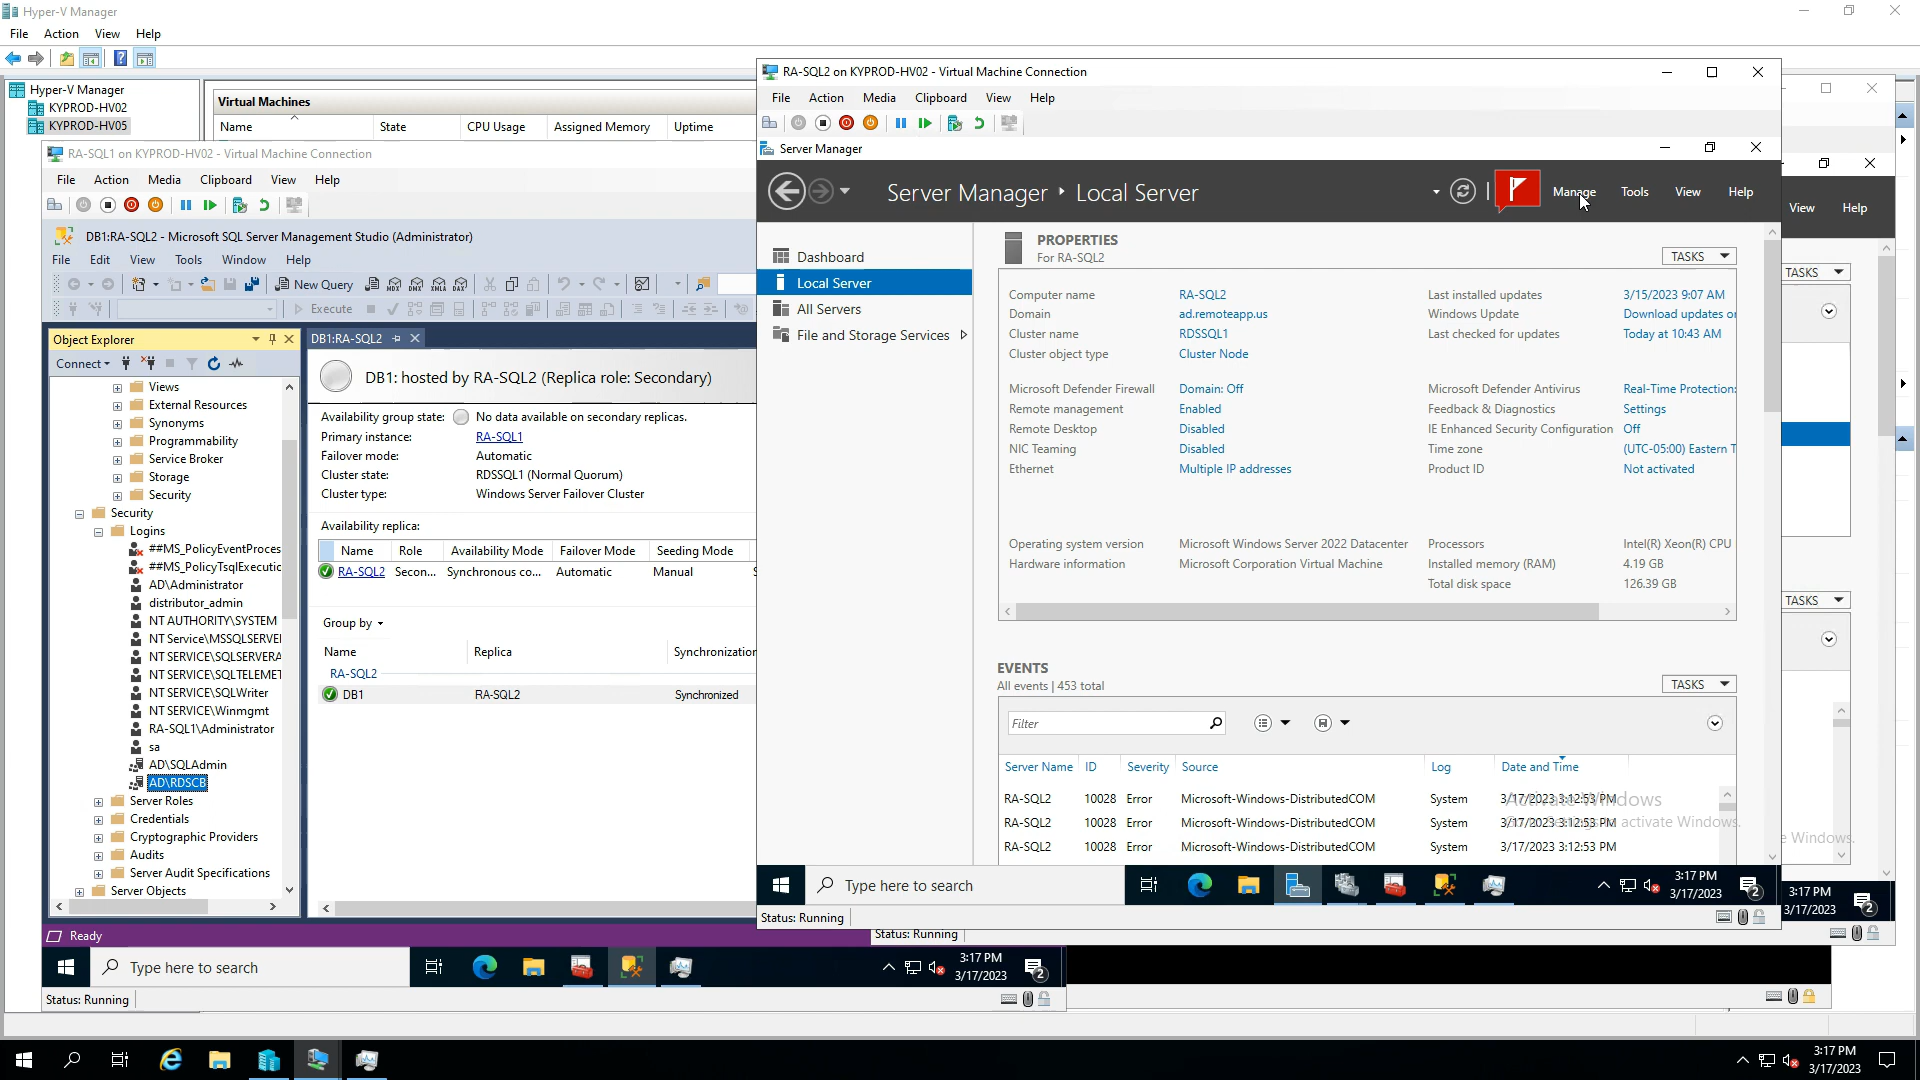 Hyper-V Manager
File Action View Help
Hyper-V Manager
KYPROD-HV02
KYPROD-HV05
Virtual Machines
Name State CPU Usage Assigned Memory Uptime
RA-SQL1 on KYPROD-HV02 - Virtual Machine Connection
File Action Media Clipboard View Help
DB1:RA-SQL2 - Microsoft SQL Server Management Studio (Administrator)
File Edit View Tools Window Help
New Query
Execute
Object Explorer
Connect
Views
External Resources
Synonyms
Programmability
Service Broker
Storage
Security
Security
Logins
##MS_PolicyEventProces
##MS_PolicyTsqlExecutic
AD\Administrator
distributor_admin
NT AUTHORITY\SYSTEM
NT Service\MSSQLSERVE
NT SERVICE\SQLSERVERA
NT SERVICE\SQLTELEMET
NT SERVICE\SQLWriter
NT SERVICE\Winmgmt
RA-SQL1\Administrator
sa
AD\SQLAdmin
AD\RDSCB
Server Roles
Credentials
Cryptographic Providers
Audits
Server Audit Specifications
Server Objects
DB1:RA-SQL2
DB1: hosted by RA-SQL2 (Replica role: Secondary)
Availability group state: No data available on secondary replicas.
Primary instance: RA-SQL1
Failover mode: Automatic
Cluster state: RDSSQL1 (Normal Quorum)
Cluster type: Windows Server Failover Cluster
Availability replica:
Name Role Availability Mode Failover Mode Seeding Mode
RA-SQL2 Secon... Synchronous co... Automatic Manual
Group by
Name Replica Synchronization
RA-SQL2
DB1 RA-SQL2 Synchronized
Ready
Type here to search
3:17 PM
3/17/2023
2
Status: Running
RA-SQL2 on KYPROD-HV02 - Virtual Machine Connection
File Action Media Clipboard View Help
Server Manager
Server Manager Local Server
Manage Tools View Help
Dashboard
Local Server
All Servers
File and Storage Services
PROPERTIES
For RA-SQL2
TASKS
Computer name RA-SQL2 Last installed updates 3/15/2023 9:07 AM
Domain ad.remoteapp.us Windows Update Download updates or
Cluster name RDSSQL1 Last checked for updates Today at 10:43 AM
Cluster object type Cluster Node
Microsoft Defender Firewall Domain: Off Microsoft Defender Antivirus Real-Time Protection:
Remote management Enabled Feedback & Diagnostics Settings
Remote Desktop Disabled IE Enhanced Security Configuration Off
NIC Teaming Disabled Time zone (UTC-05:00) Eastern T
Ethernet Multiple IP addresses Product ID Not activated
Operating system version Microsoft Windows Server 2022 Datacenter Processors Intel(R) Xeon(R) CPU
Hardware information Microsoft Corporation Virtual Machine Installed memory (RAM) 4.19 GB
Total disk space 126.39 GB
EVENTS
All events | 453 total
TASKS
Filter
Server Name ID Severity Source Log Date and Time
RA-SQL2 10028 Error Microsoft-Windows-DistributedCOM System 3/17/2023 3:12:53 PM
RA-SQL2 10028 Error Microsoft-Windows-DistributedCOM System 3/17/2023 3:12:53 PM
RA-SQL2 10028 Error Microsoft-Windows-DistributedCOM System 3/17/2023 3:12:53 PM
Activate Windows
activate Windows.
Type here to search
3:17 PM
3/17/2023
2
Status: Running
View Help
TASKS
TASKS
e Windows.
3:17 PM
3/17/2023
2
Status: Running
3:17 PM
3/17/2023